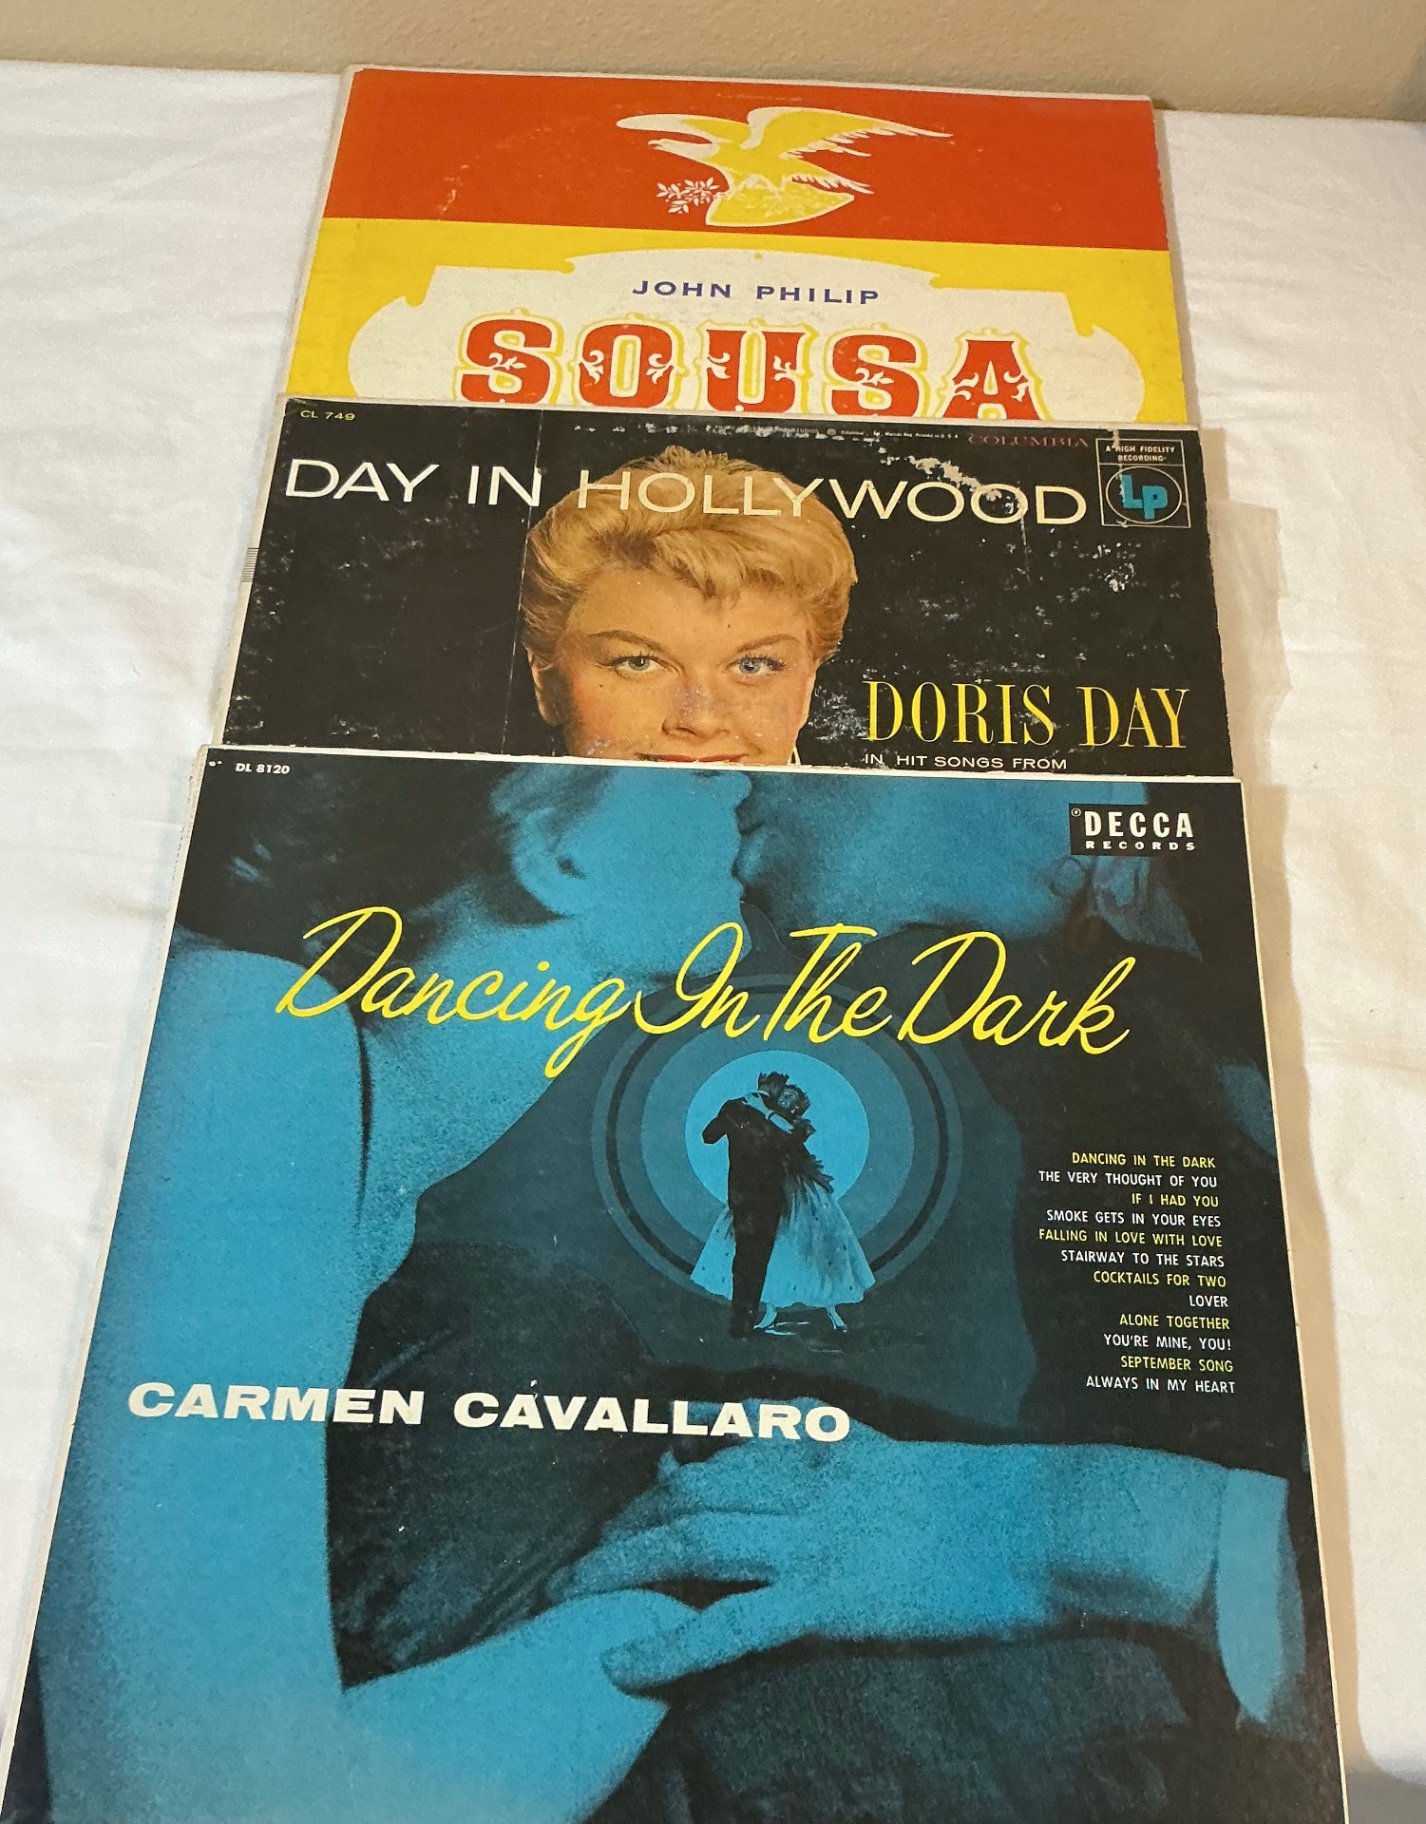 JOHN PHILIP
SOUSA
CL 749
COLUMBIA
A HIGH FIDELITY
RECORDING
Lp
DAY IN HOLLYWOOD
DORIS DAY
IN HIT SONGS FROM
DL 8120
DECCA
RECORDS
Dancing In The Dark
DANCING IN THE DARK
THE VERY THOUGHT OF YOU
IF I HAD YOU
SMOKE GETS IN YOUR EYES
FALLING IN LOVE WITH LOVE
STAIRWAY TO THE STARS
COCKTAILS FOR TWO
LOVER
ALONE TOGETHER
YOU'RE MINE, YOU!
SEPTEMBER SONG
ALWAYS IN MY HEART
CARMEN CAVALLARO